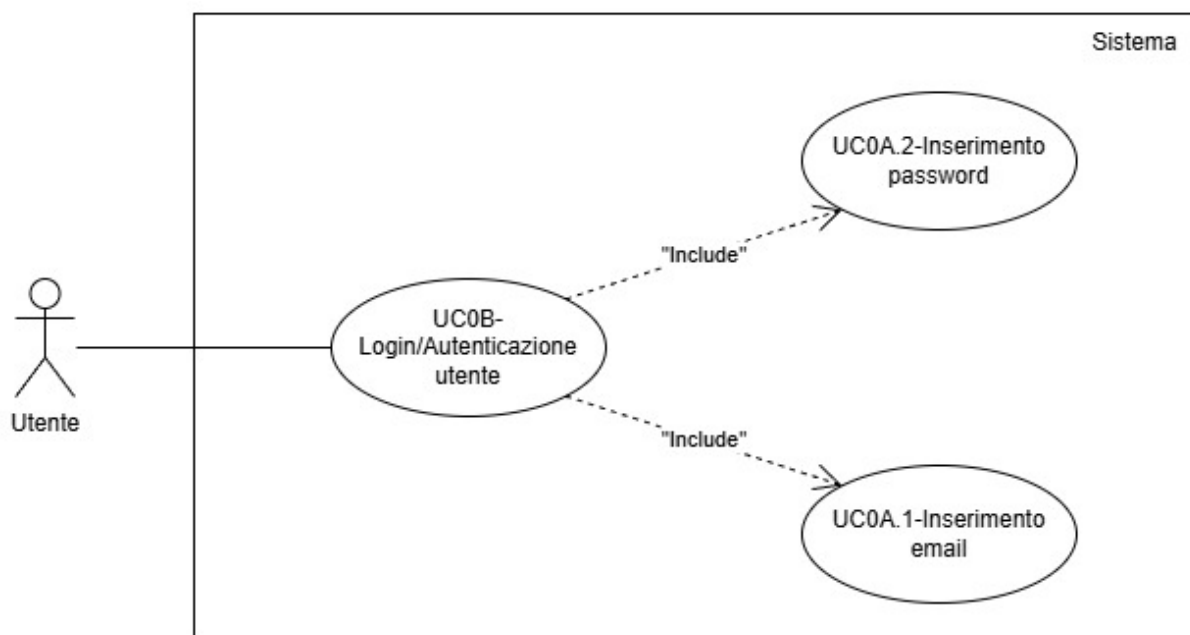 Sistema
UC0A.2-Inserimento
password
"Include"
UC0B-
Login/Autenticazione
utente
Utente
"Include"
UC0A.1-Inserimento
email